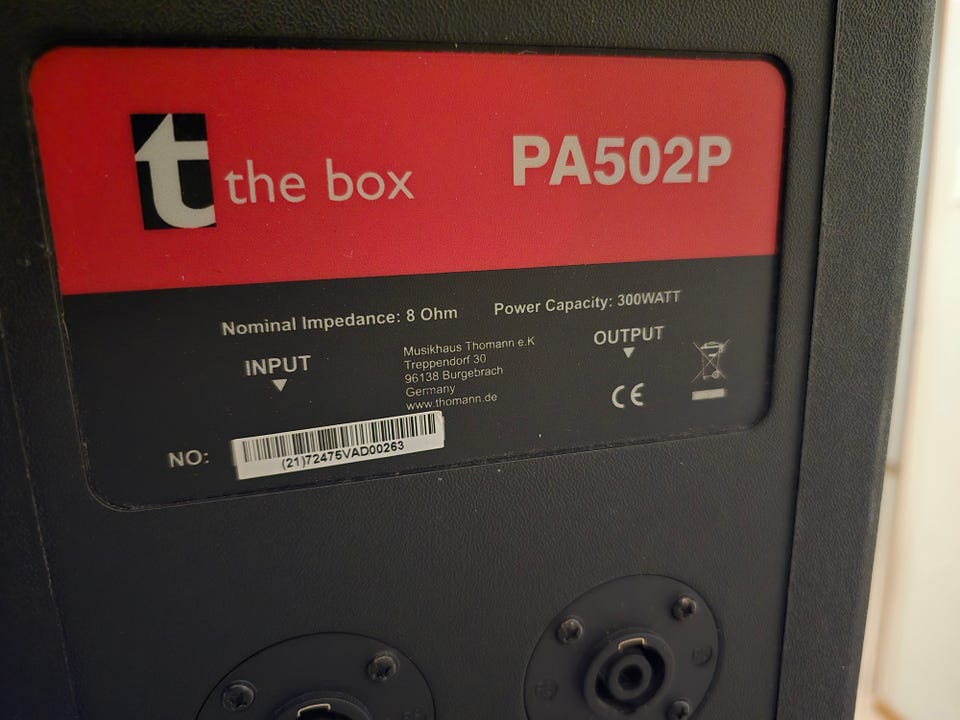 t the box
PA502P
Nominal Impedance: 8 Ohm
Power Capacity: 300WATT
INPUT
Musikhaus Thomann e.K
Treppendorf 30
96138 Burgebrach
Germany
www.thomann.de
OUTPUT
CE
NO:
(21)72475VAD00263